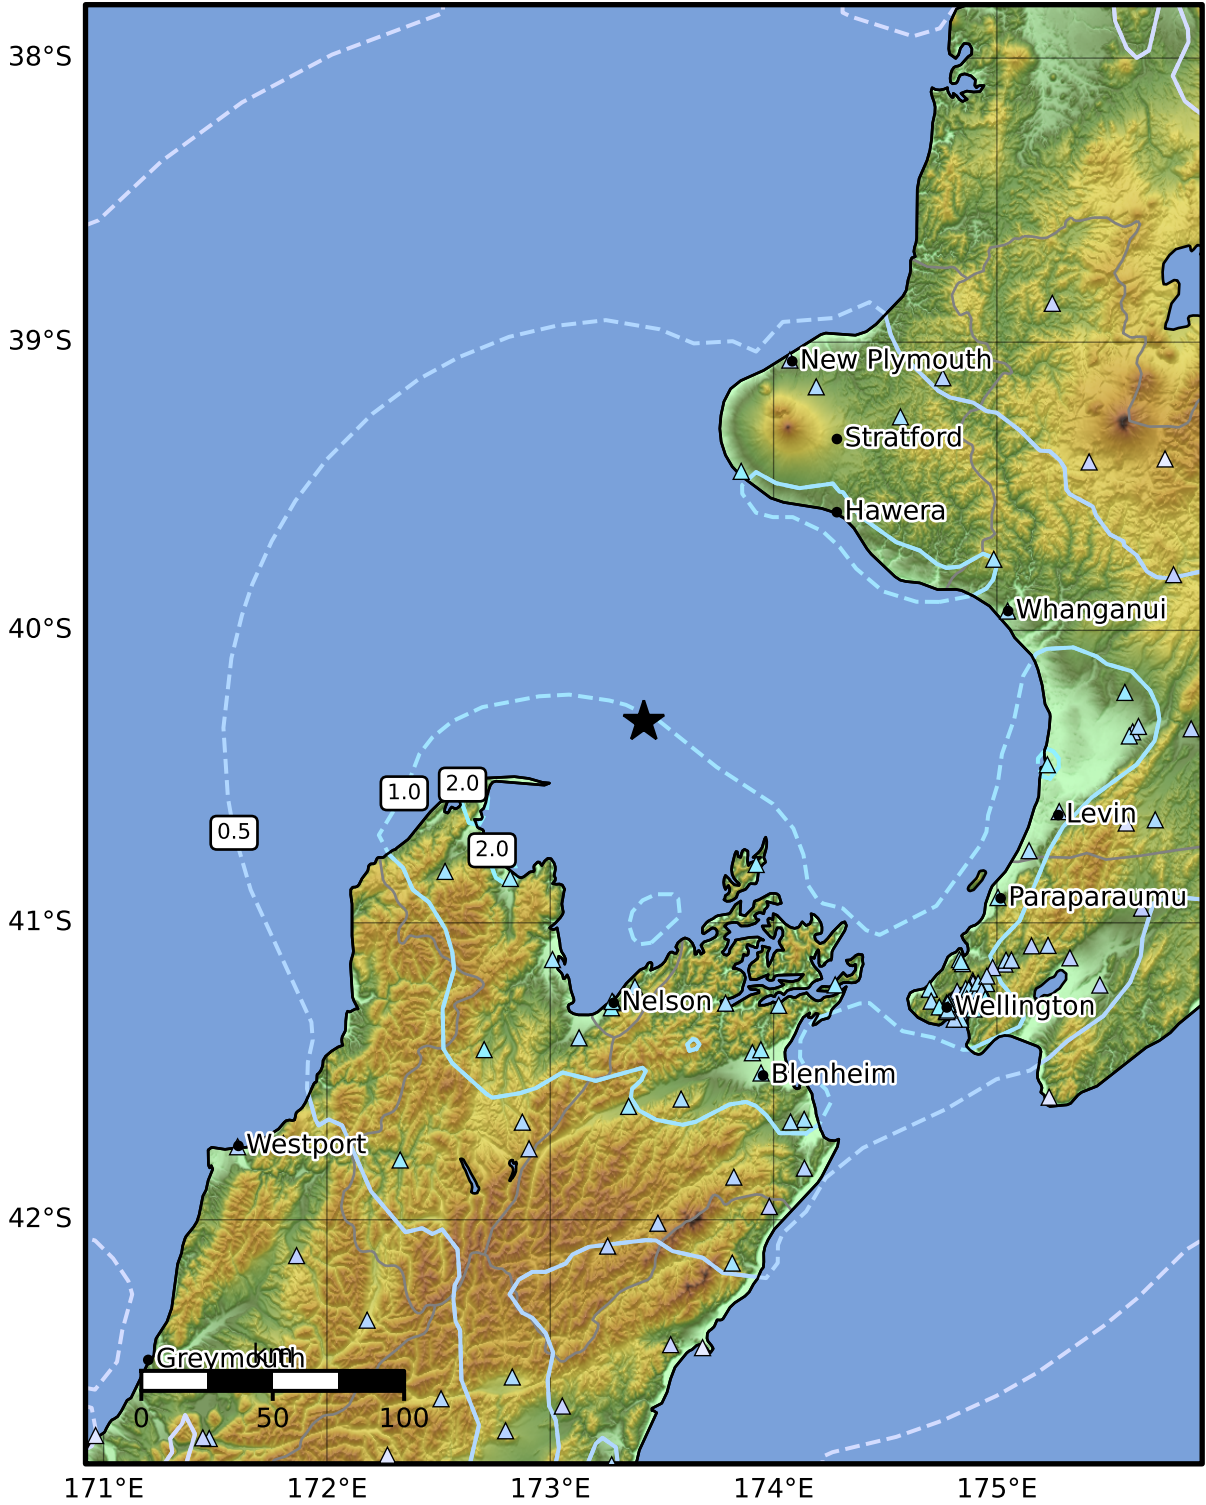 38°S
39°S
New Plymouth
Stratford
Hawera
Whanganui
40°S
1.0
2.0
0.5
Levin
2.0
Paraparaumu
41°S
Nelson
Wellington
Blenheim
Westport
42°S
km
Greymouth
0 50 100
171°E 172°E 173°E 174°E 175°E